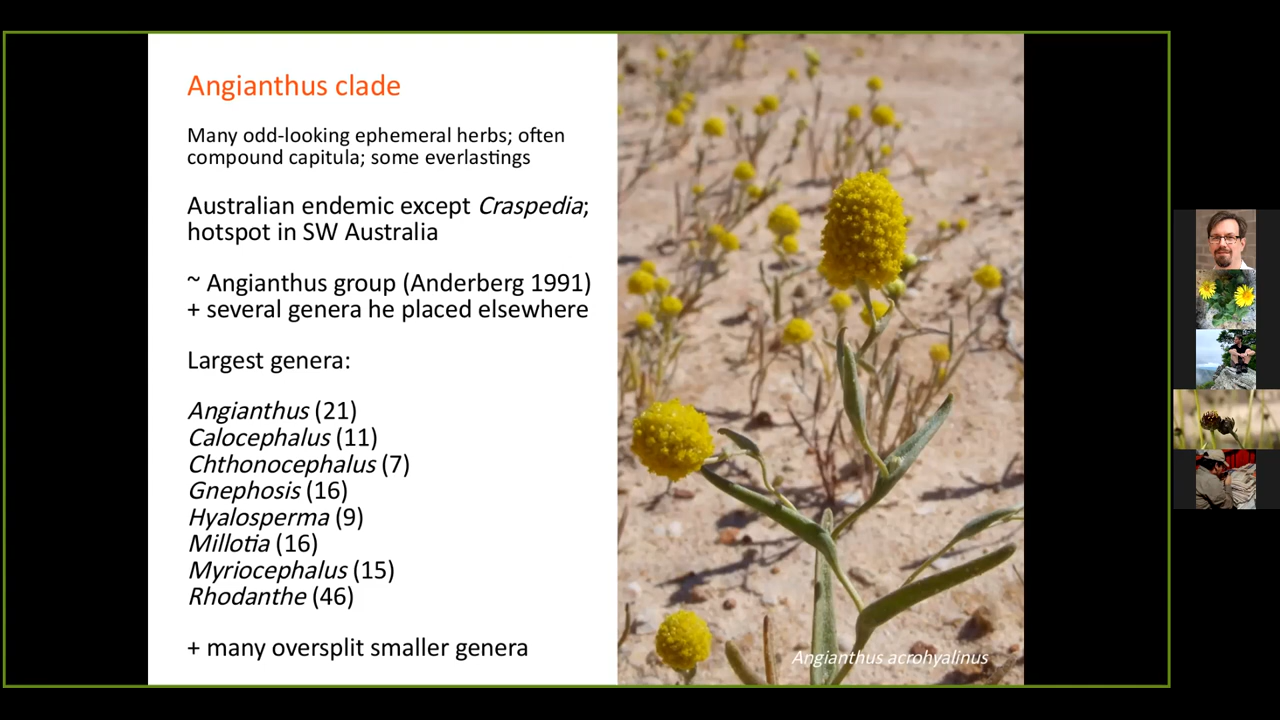 Angianthus clade
Many odd-looking ephemeral herbs; often
compound capitula; some everlastings
Australian endemic except Craspedia;
hotspot in SW Australia
~ Angianthus group (Anderberg 1991)
+ several genera he placed elsewhere
Largest genera:
Angianthus (21)
Calocephalus (11)
Chthonocephalus (7)
Gnephosis (16)
Hyalosperma (9)
Millotia (16)
Myriocephalus (15)
Rhodanthe (46)
+ many oversplit smaller genera
Angianthus acrohyalinus